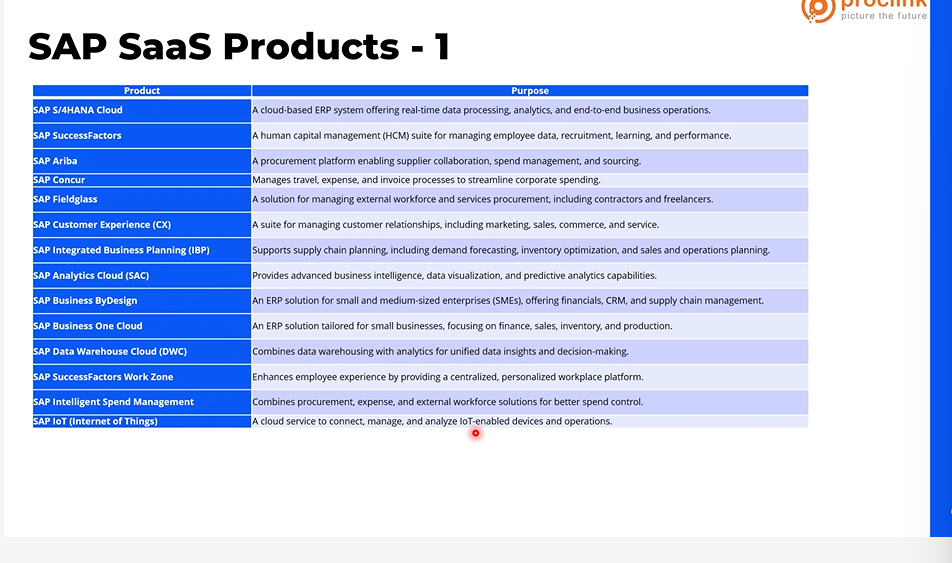 proclink
picture the future
SAP SaaS Products - 1
Product Purpose
SAP S/4HANA Cloud A cloud-based ERP system offering real-time data processing, analytics, and end-to-end business operations.
SAP SuccessFactors A human capital management (HCM) suite for managing employee data, recruitment, learning, and performance.
SAP Ariba A procurement platform enabling supplier collaboration, spend management, and sourcing.
SAP Concur Manages travel, expense, and invoice processes to streamline corporate spending.
SAP Fieldglass A solution for managing external workforce and services procurement, including contractors and freelancers.
SAP Customer Experience (CX) A suite for managing customer relationships, including marketing, sales, commerce, and service.
SAP Integrated Business Planning (IBP) Supports supply chain planning, including demand forecasting, inventory optimization, and sales and operations planning.
SAP Analytics Cloud (SAC) Provides advanced business intelligence, data visualization, and predictive analytics capabilities.
SAP Business ByDesign An ERP solution for small and medium-sized enterprises (SMEs), offering financials, CRM, and supply chain management.
SAP Business One Cloud An ERP solution tailored for small businesses, focusing on finance, sales, inventory, and production.
SAP Data Warehouse Cloud (DWC) Combines data warehousing with analytics for unified data insights and decision-making.
SAP SuccessFactors Work Zone Enhances employee experience by providing a centralized, personalized workplace platform.
SAP Intelligent Spend Management Combines procurement, expense, and external workforce solutions for better spend control.
SAP IoT (Internet of Things) A cloud service to connect, manage, and analyze IoT-enabled devices and operations.